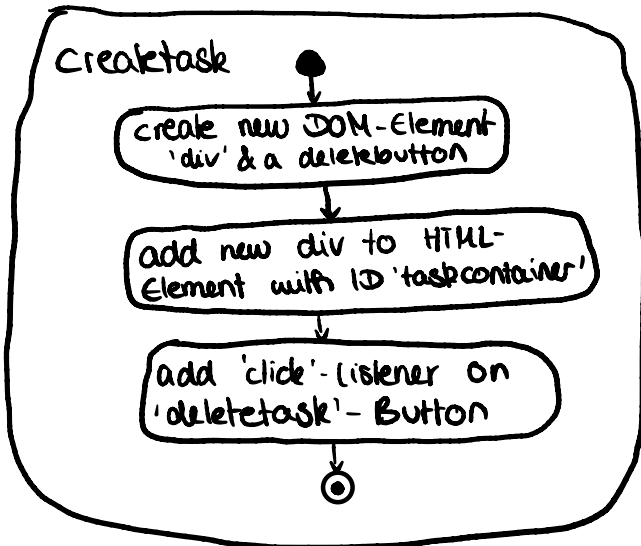 createtask
create new DOM-Element
'div' & a deletebutton
add new div to HTML-
Element with ID 'taskcontainer'
add 'click'-listener on
'deletetask'-Button